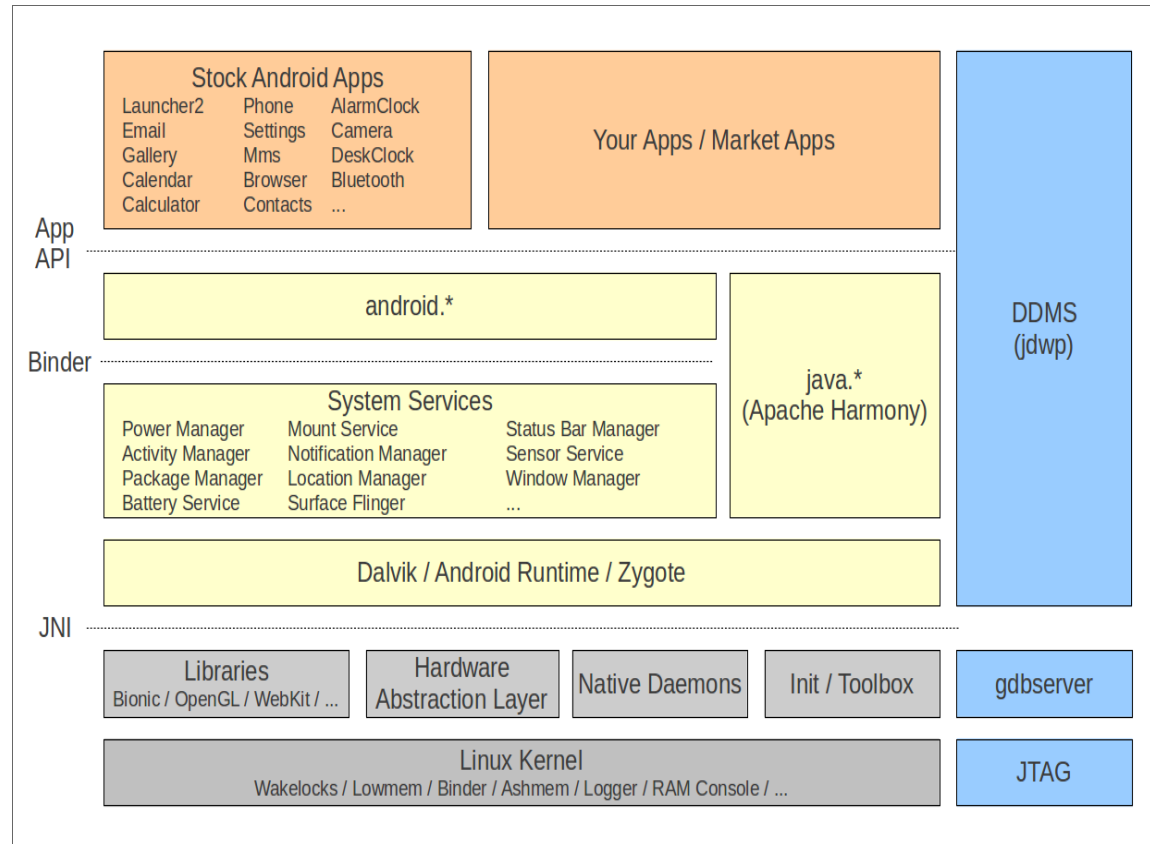 Stock Android Apps
Launcher2 Phone AlarmClock
Email Settings Camera
Gallery Mms DeskClock
Calendar Browser Bluetooth
Calculator Contacts ...
Your Apps / Market Apps
App
API
android.*
Binder
System Services
Power Manager Mount Service Status Bar Manager
Activity Manager Notification Manager Sensor Service
Package Manager Location Manager Window Manager
Battery Service Surface Flinger ...
java.*
(Apache Harmony)
DDMS
(jdwp)
Dalvik / Android Runtime / Zygote
JNI
Libraries
Bionic / OpenGL / WebKit / ...
Hardware
Abstraction Layer
Native Daemons
Init / Toolbox
gdbserver
Linux Kernel
Wakelocks / Lowmem / Binder / Ashmem / Logger / RAM Console / ...
JTAG